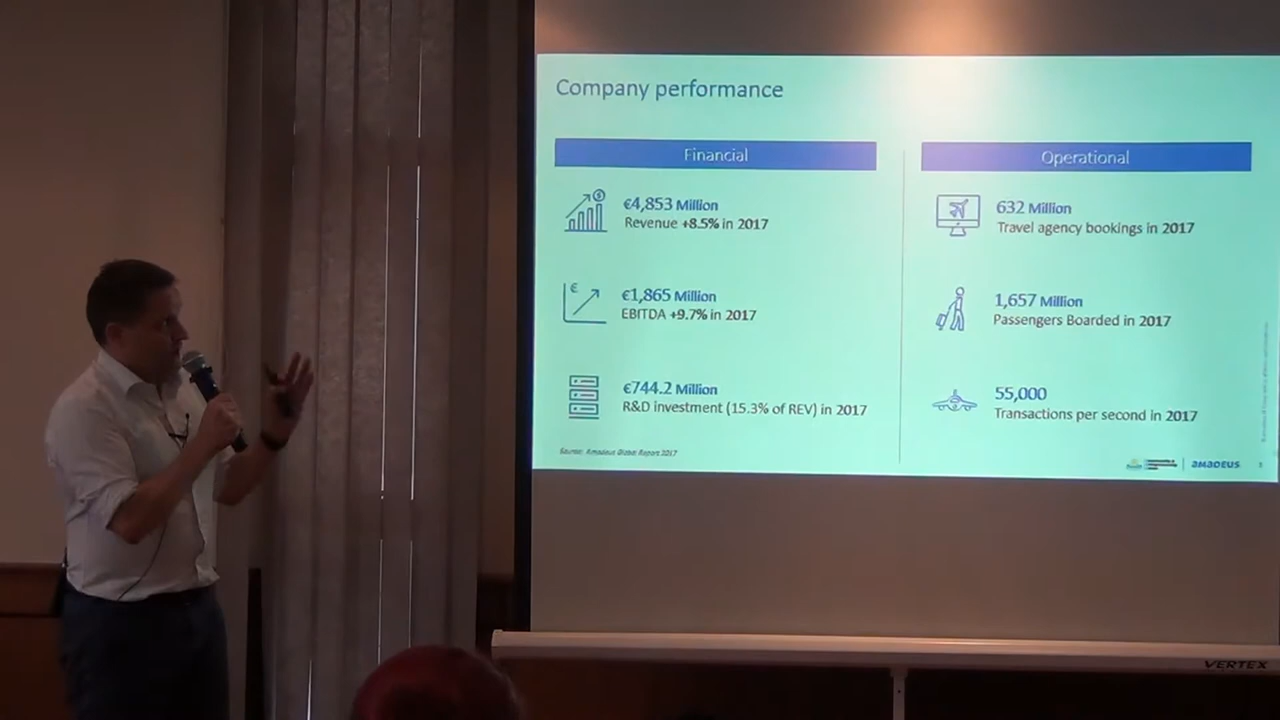 Company performance
Financial
€4,853 Million
Revenue +8.5% in 2017
€1,865 Million
EBITDA +9.7% in 2017
€744.2 Million
R&D investment (15.3% of REV) in 2017
Source: Amadeus Global Report 2017
Operational
632 Million
Travel agency bookings in 2017
1,657 Million
Passengers Boarded in 2017
55,000
Transactions per second in 2017
amadeus
VERTEX